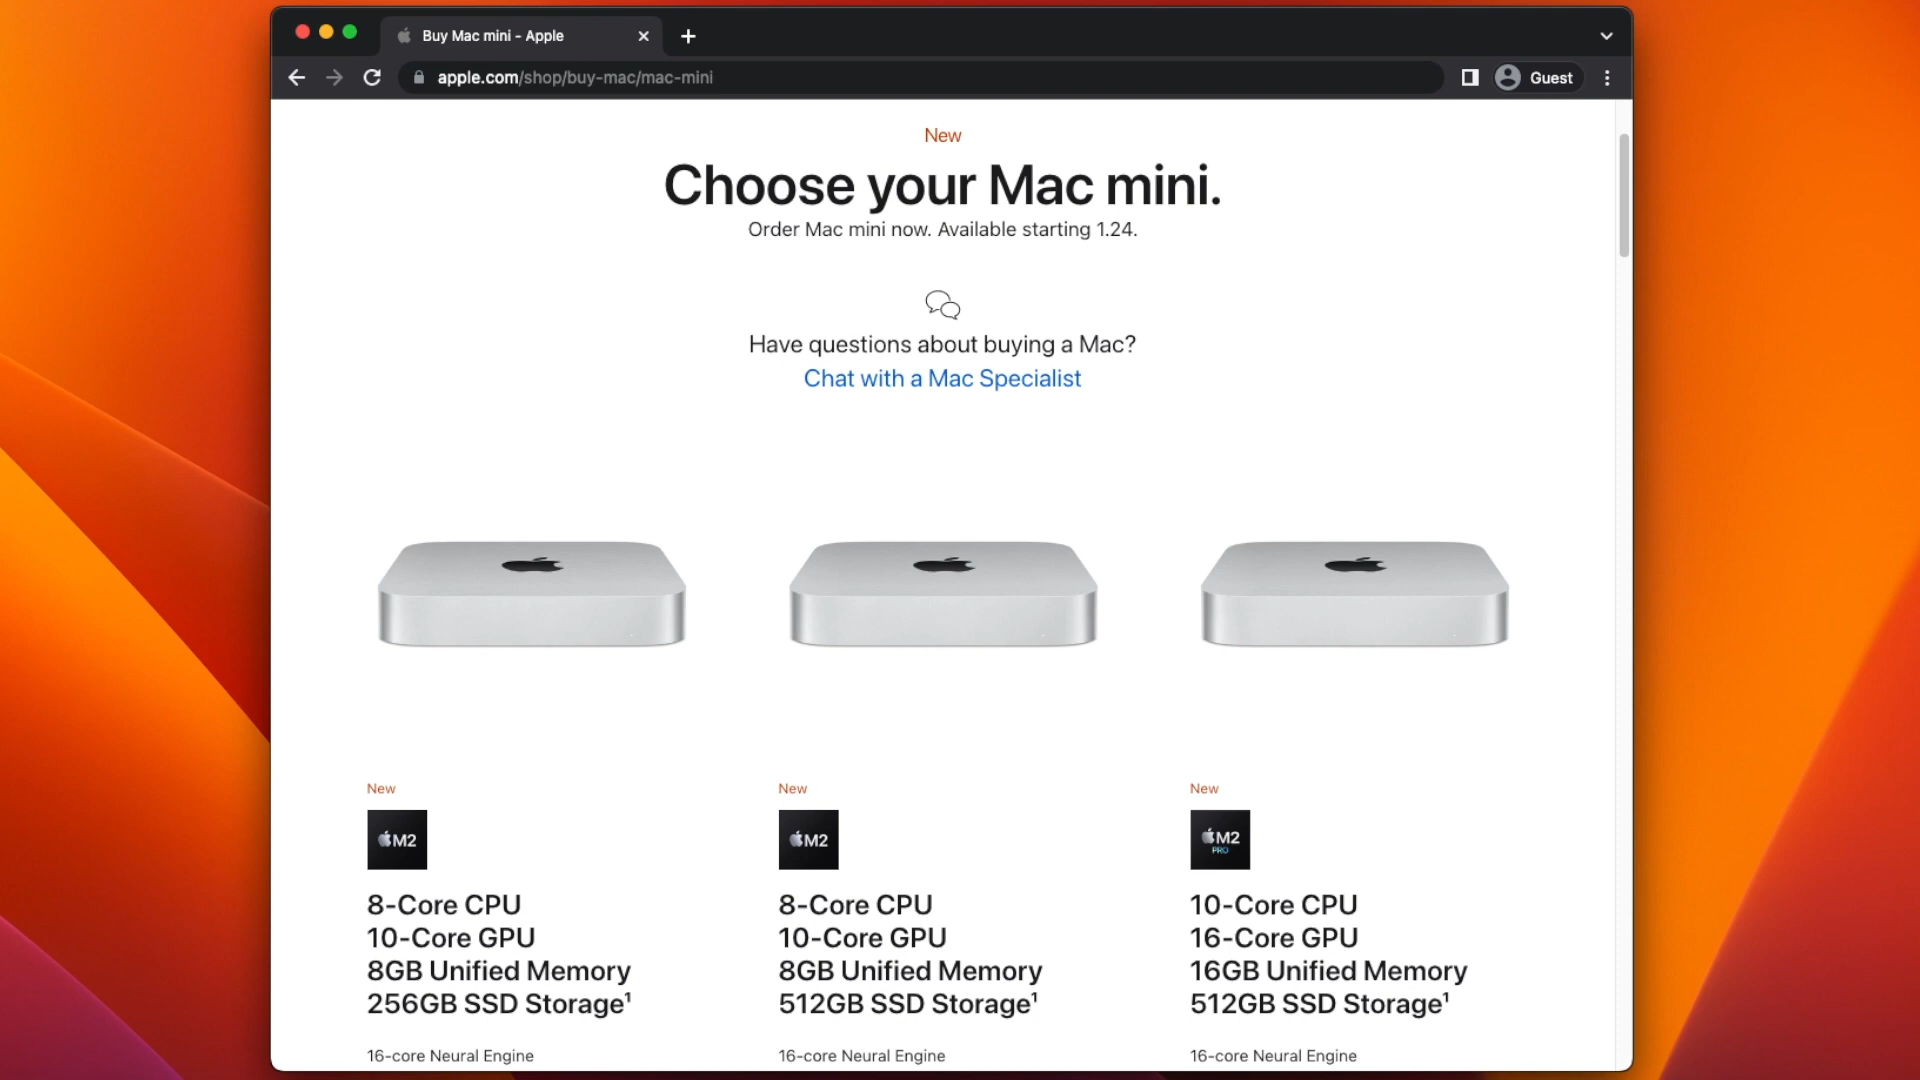 Buy Mac mini - Apple
apple.com/shop/buy-mac/mac-mini
Guest
New
Choose your Mac mini.
Order Mac mini now. Available starting 1.24.
Have questions about buying a Mac?
Chat with a Mac Specialist
New
M2
8-Core CPU
10-Core GPU
8GB Unified Memory
256GB SSD Storage¹
16-core Neural Engine
New
M2
8-Core CPU
10-Core GPU
8GB Unified Memory
512GB SSD Storage¹
16-core Neural Engine
New
M2
PRO
10-Core CPU
16-Core GPU
16GB Unified Memory
512GB SSD Storage¹
16-core Neural Engine